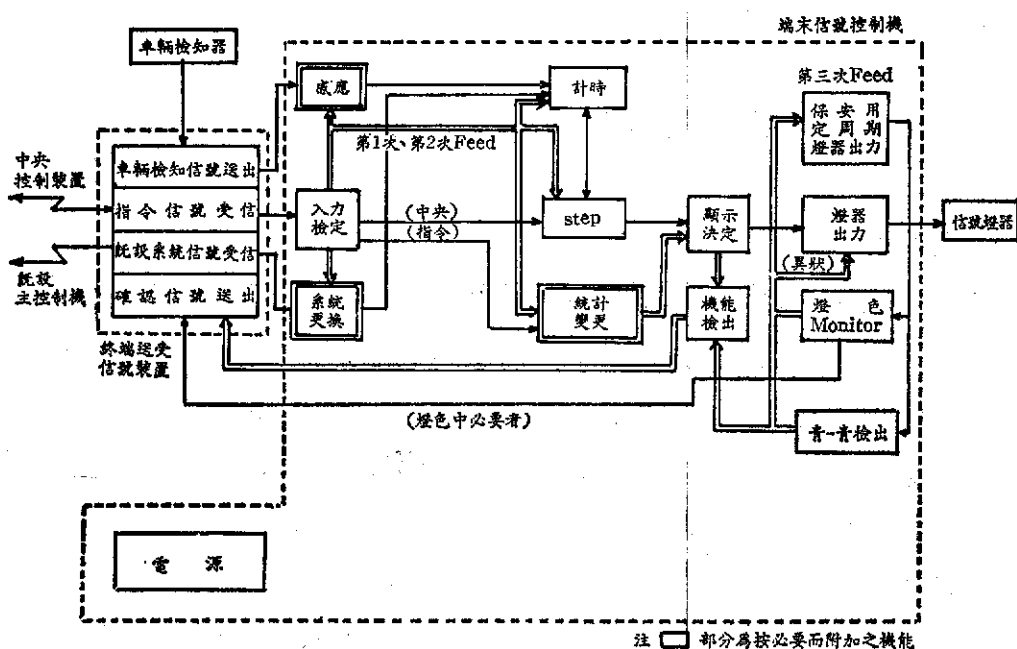 端末信號控制機
車輛檢知器
第三次Feed
感應
計時
保安用
定周期
燈器出力
第1次、第2次Feed
中央
控制裝置
車輛檢知信號送出
指令信號受信
既設系統信號受信
確認信號送出
既設
主控制機
終端送受
信號裝置
入力
檢定
(中央)
(指令)
step
顯示
決定
燈器
出力
信號燈器
(異狀)
系統
更換
統計
變更
機能
檢出
燈色
Monitor
(燈色中必要者)
青-青檢出
電源
注 部分爲按必要而附加之機能